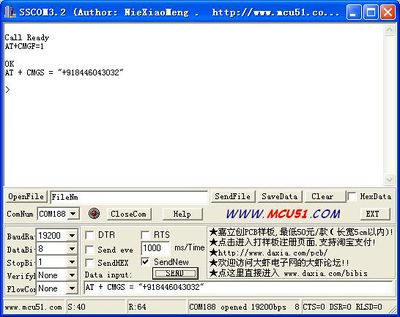 SSCOM3.2 (Author: NieXiaoMeng . http://www.mcu51.co...
Call Ready
AT+CMGF=1
OK
AT + CMGS = "+918446043032"
>
OpenFile FileNm SendFile SaveData Clear HexData
ComNum COM188 CloseCom Help WWW.MCU51.COM EXT
BaudRa 19200 DTR RTS
DataBi 8 Send eve 1000 ms/Time
StopBi 1 SendHEX SendNew
Verify None Data input: SEND
FlowCon None AT + CMGS = "+918446043032"
★嘉立创PCB样板,最低50元/款(长宽5cm以内)!
★点击进入打样板注册页面.支持淘宝支付!
★http://www.daxia.com/pcb/
★欢迎访问大虾电子网的大虾论坛!!
★点这里直接进入 www.daxia.com/bibis
www.mcu51.com S:40 R:64 COM188 opened 19200bps 8 CTS=0 DSR=0 RLSD=0